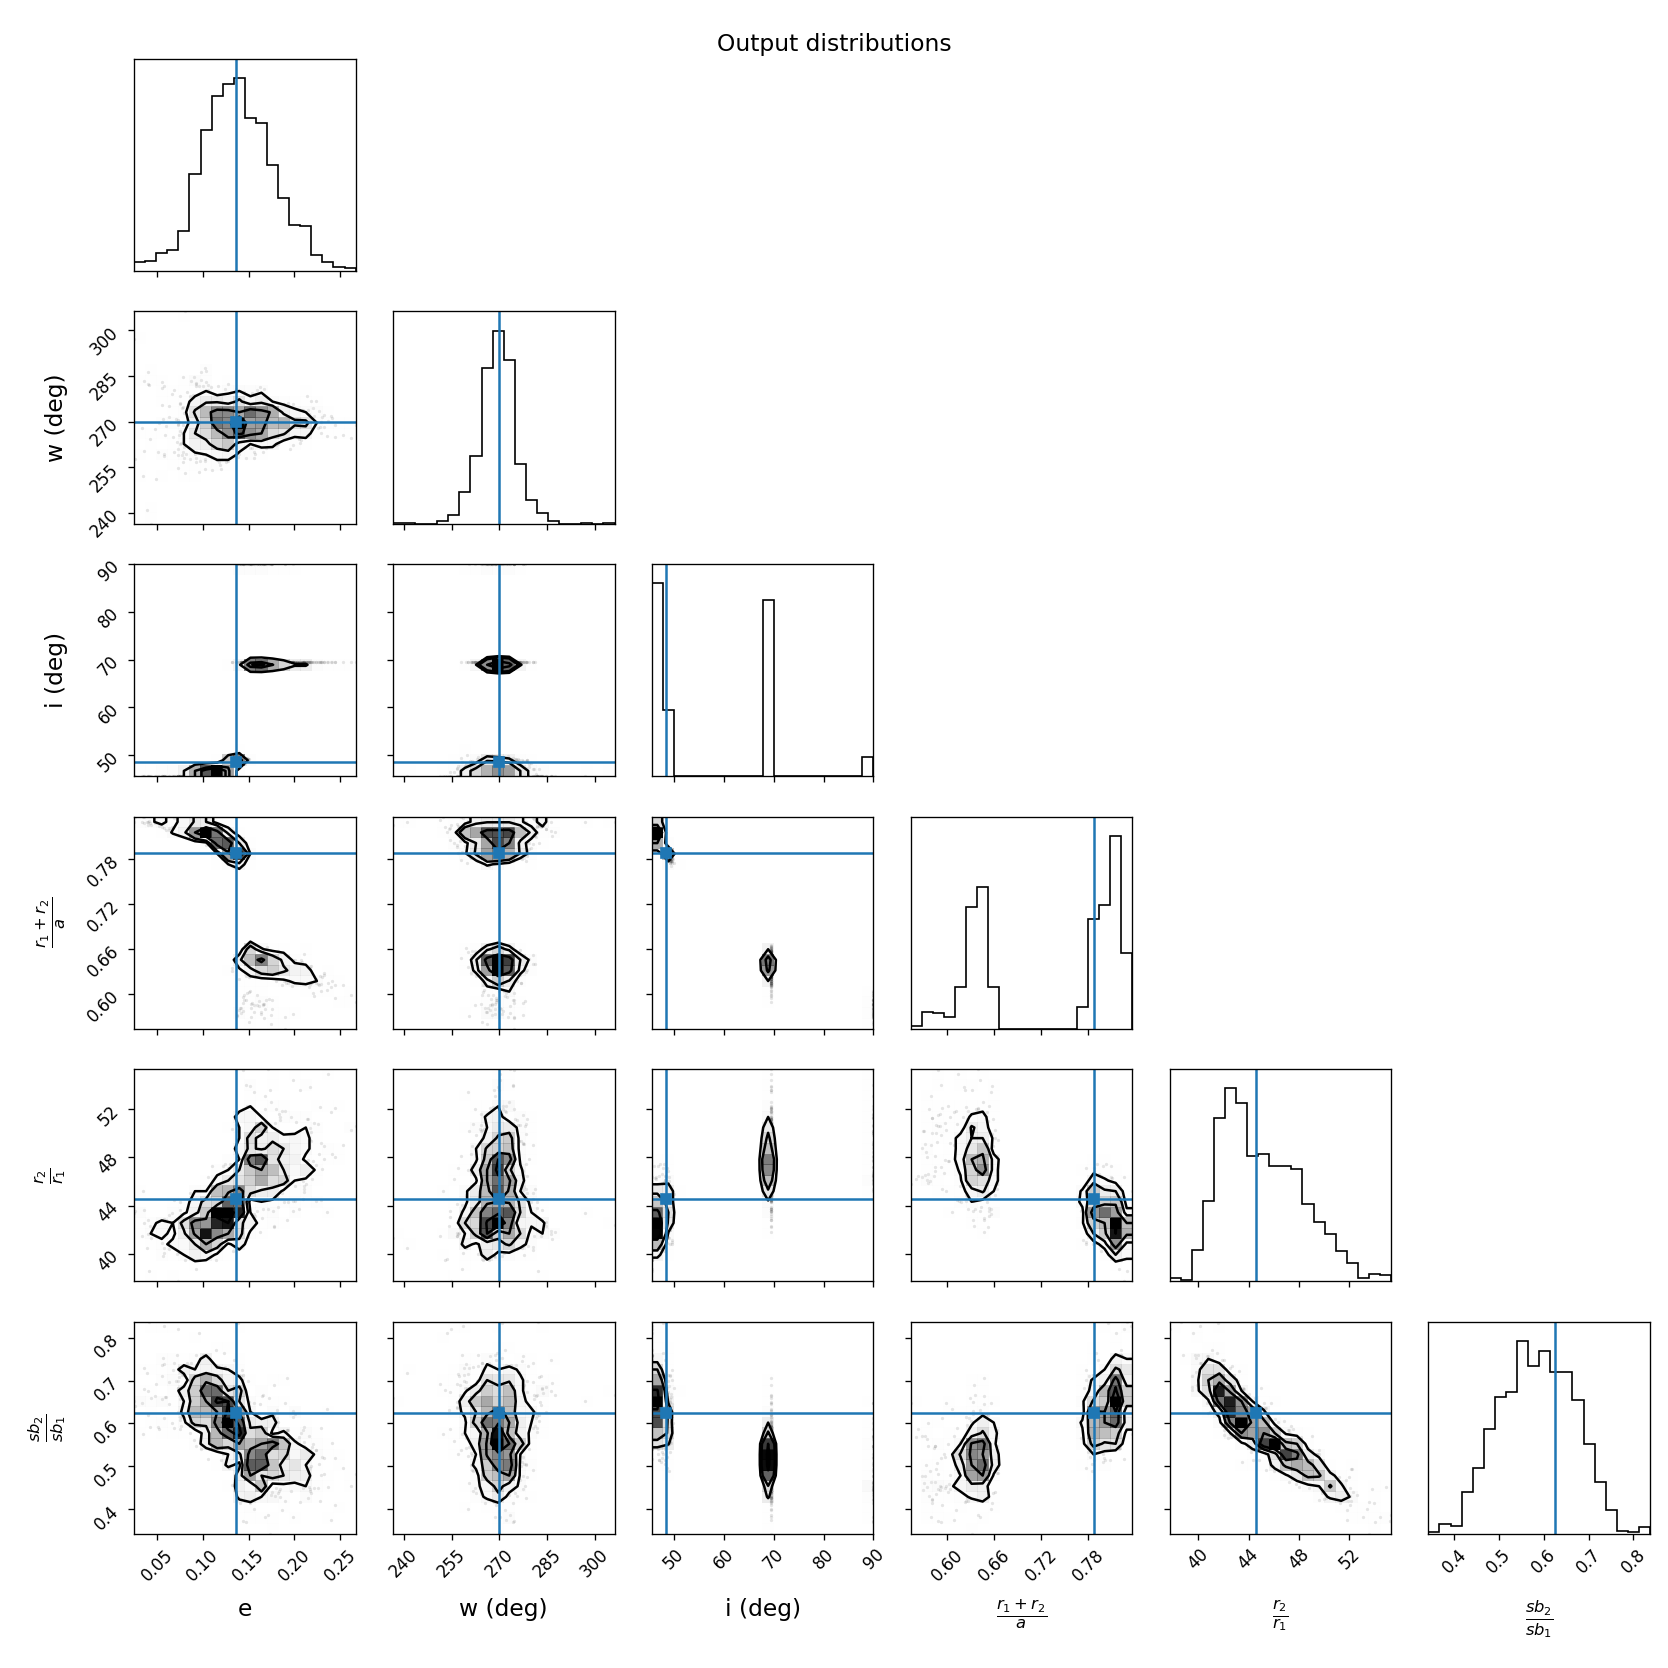 Output distributions
300
285
270
255
240
w (deg)
90
80
70
60
50
i (deg)
0.78
0.72
0.66
0.60
r₁ + r₂
a
52
48
44
40
r₂
r₁
0.8
0.7
0.6
0.5
0.4
sb₂
sb₁
0.05 0.10 0.15 0.20 0.25
240 255 270 285 300
50 60 70 80 90
0.60 0.66 0.72 0.78
40 44 48 52
0.4 0.5 0.6 0.7 0.8
e
w (deg)
i (deg)
r₁ + r₂
a
r₂
r₁
sb₂
sb₁